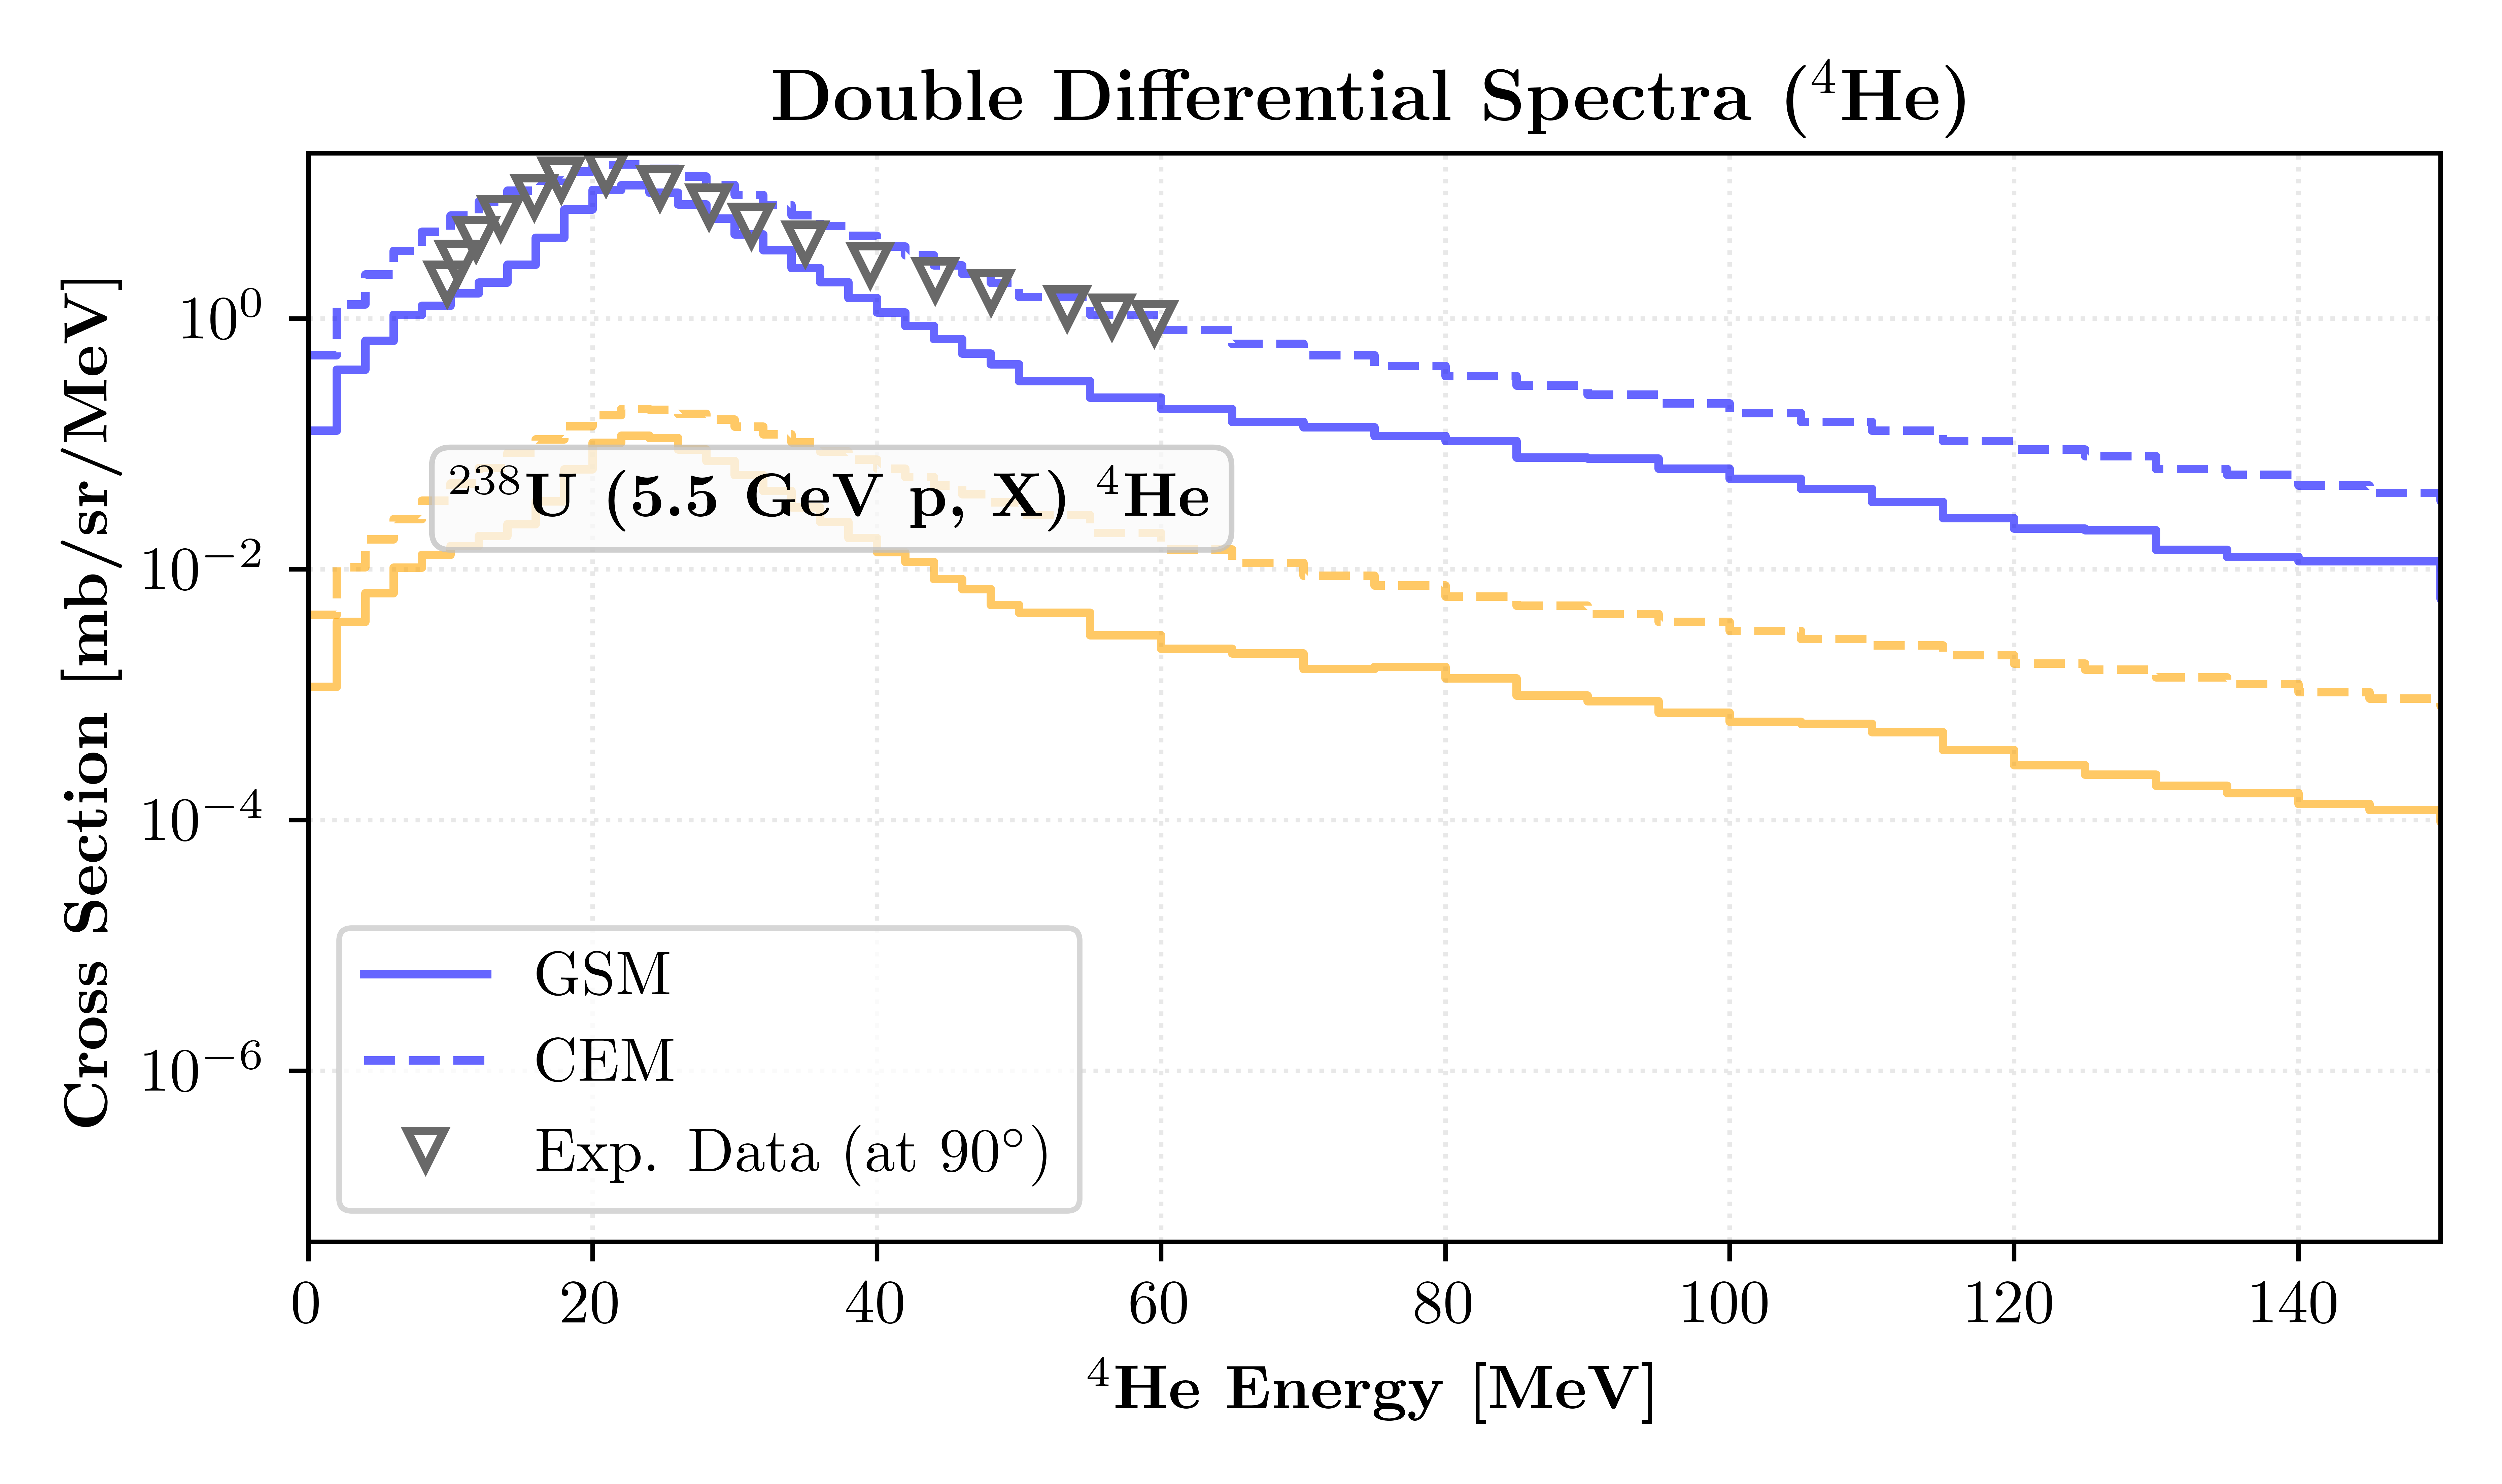 Double Differential Spectra (⁴He)
Cross Section [mb/sr/MeV]
10⁰
10⁻²
10⁻⁴
10⁻⁶
²³⁸U (5.5 GeV p, X) ⁴He
GSM
CEM
Exp. Data (at 90°)
0 20 40 60 80 100 120 140
⁴He Energy [MeV]